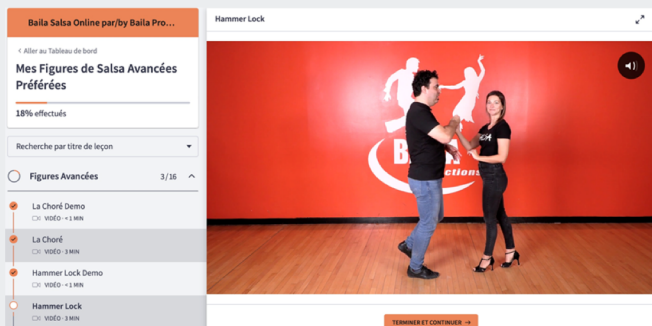 Baila Salsa Online par/by Baila Pro…
Hammer Lock
Aller au Tableau de bord
Mes Figures de Salsa Avancées
Préférées
18% effectués
Recherche par titre de leçon
Figures Avancées 3/16
La Choré Demo
VIDÉO · < 1 MIN
La Choré
VIDÉO · 3 MIN
Hammer Lock Demo
VIDÉO · < 1 MIN
Hammer Lock
VIDÉO · 3 MIN
TERMINER ET CONTINUER →